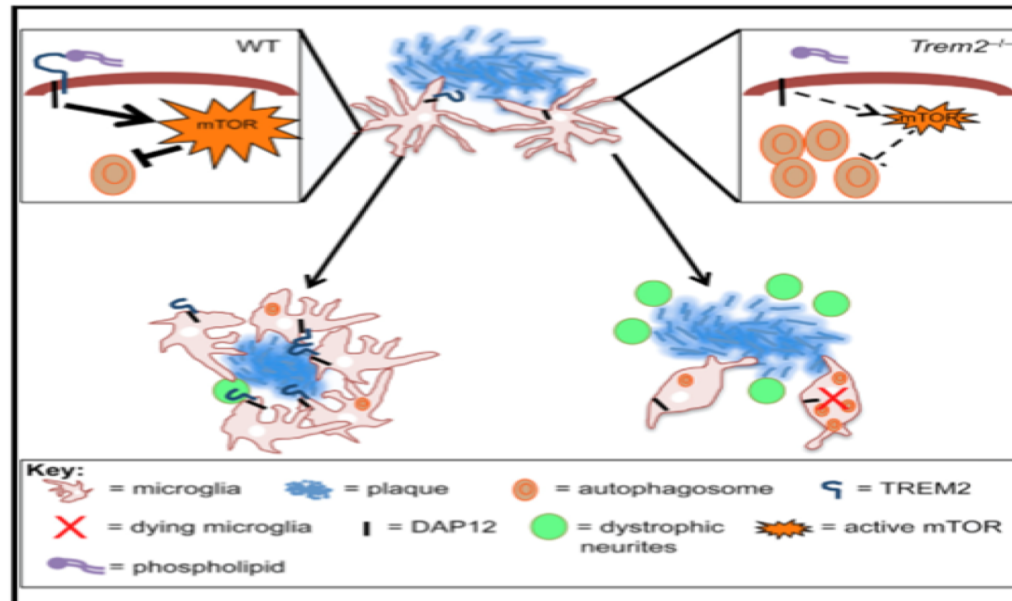 WT
Trem2⁻/⁻
mTOR
mTOR
Key:
= microglia
= plaque
= autophagosome
= TREM2
= dying microglia
= DAP12
= dystrophic
neurites
= active mTOR
= phospholipid